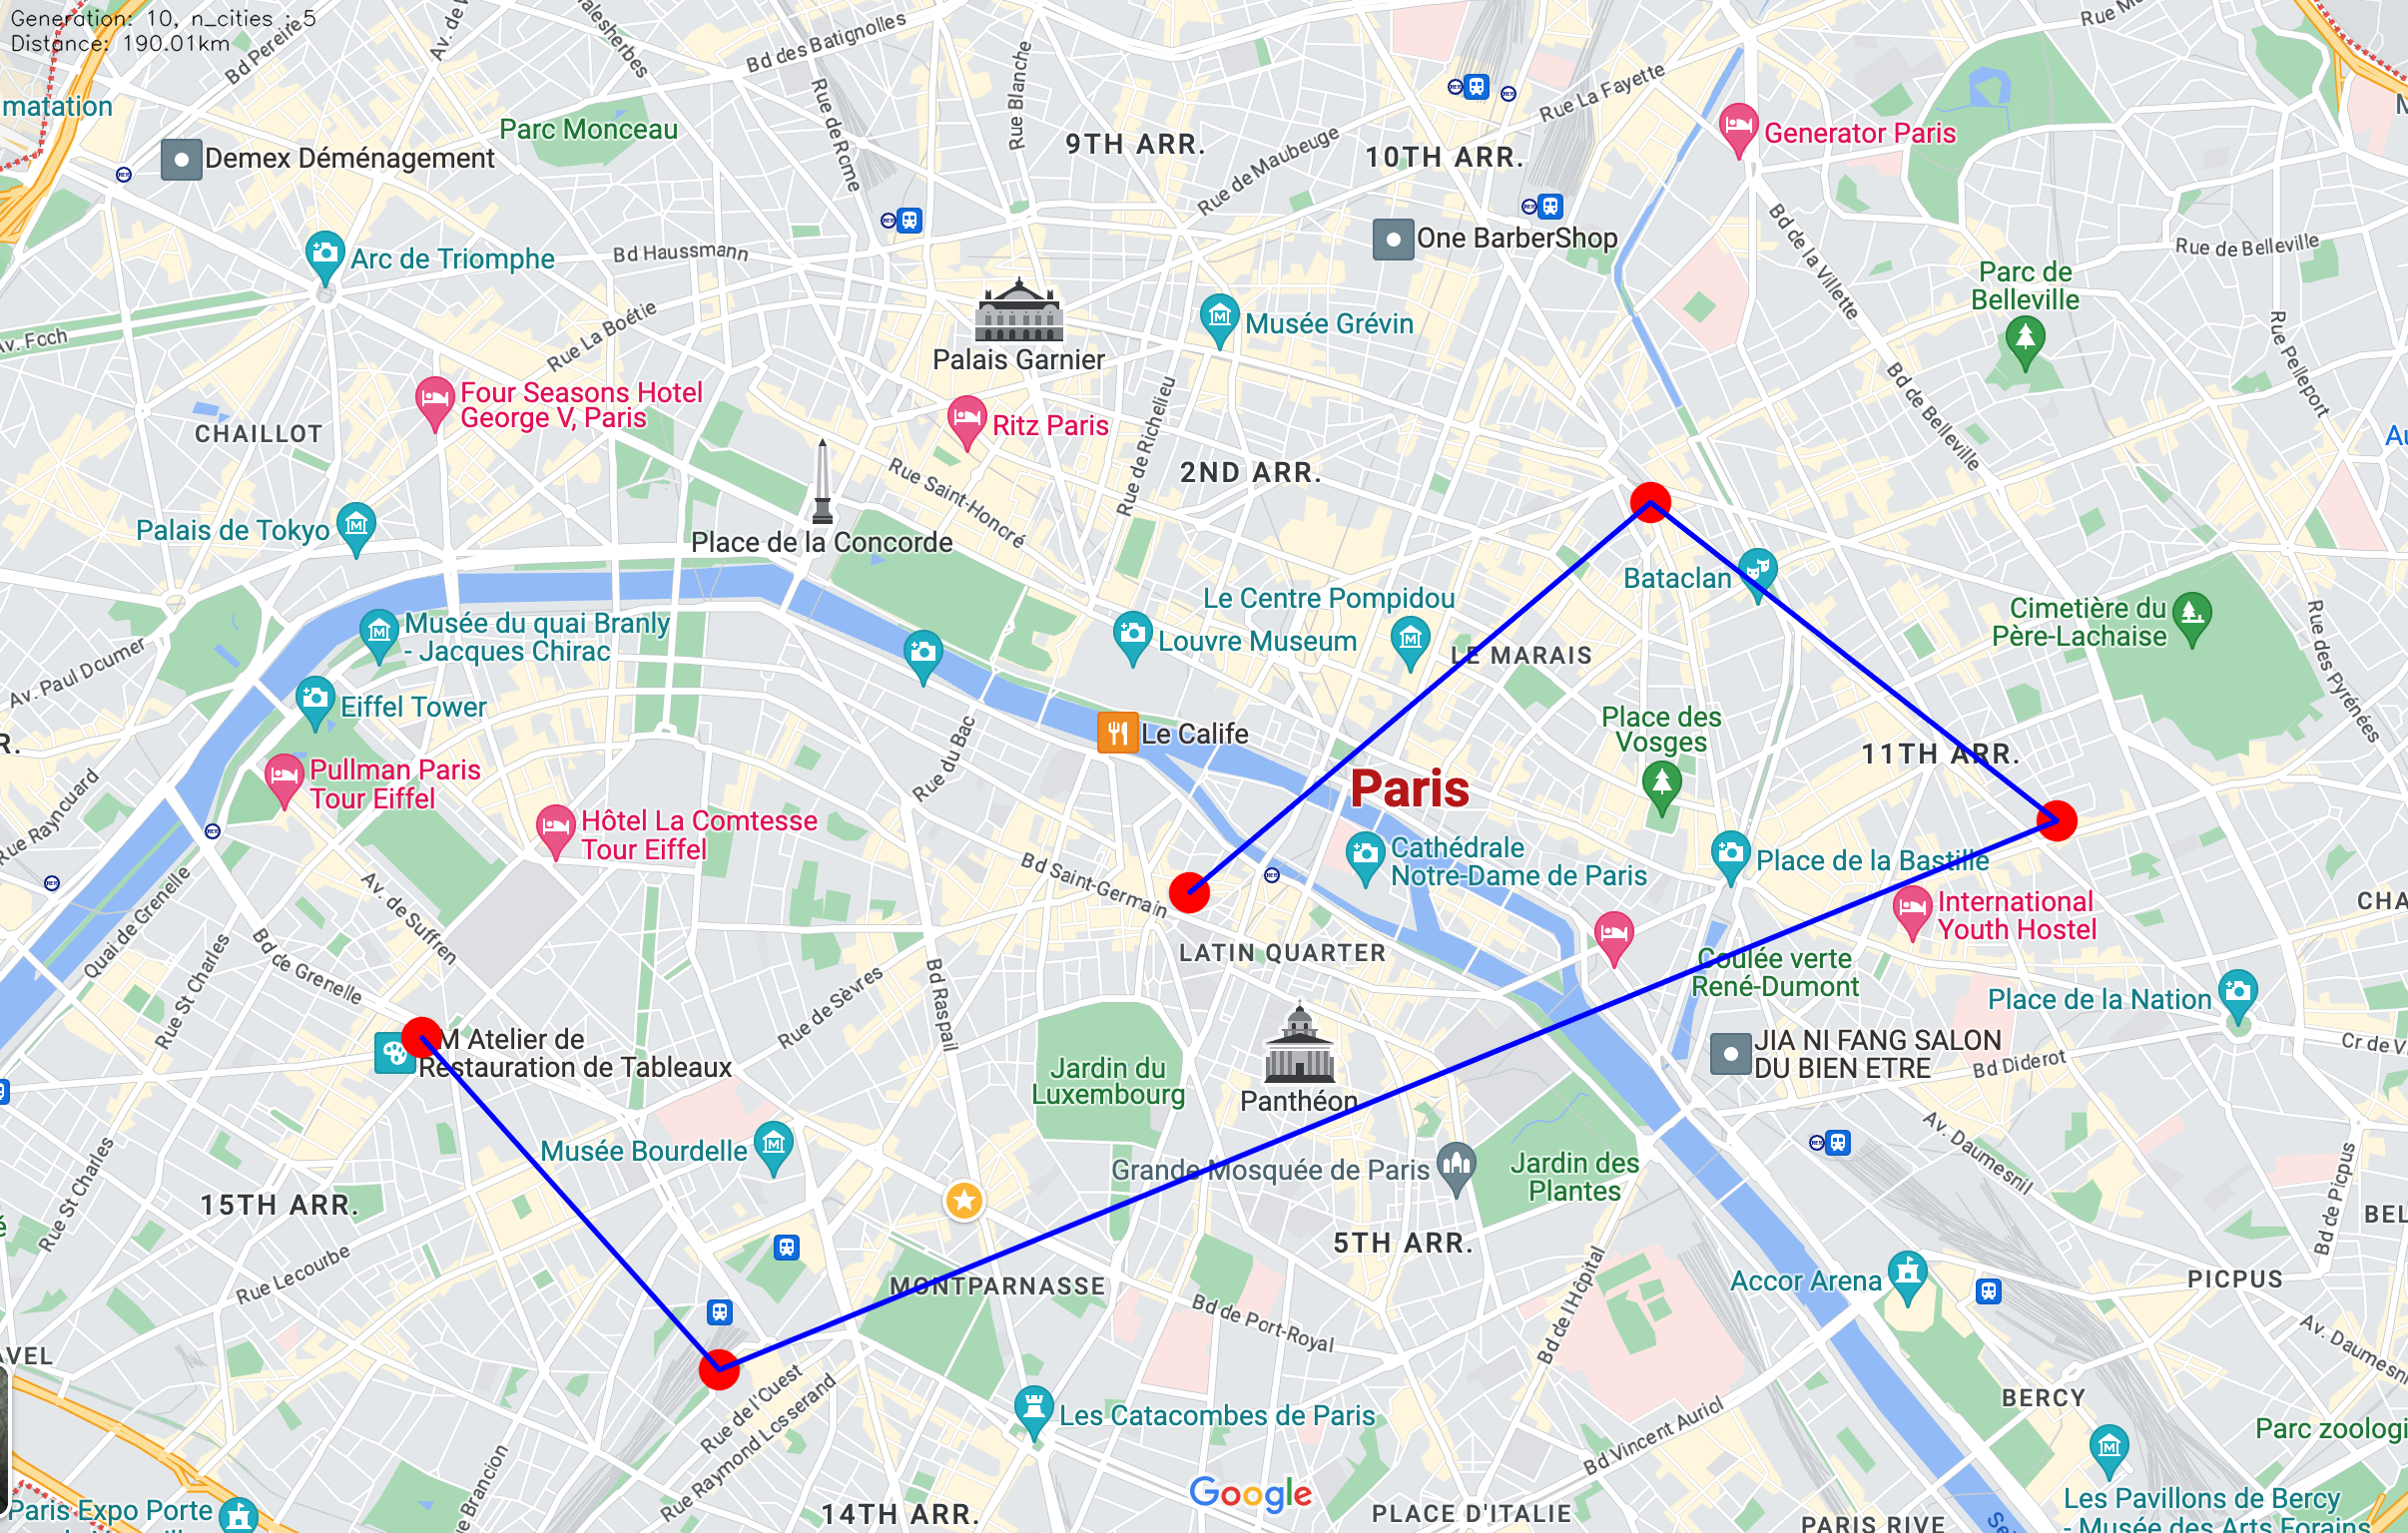 Generation: 10, n_cities : 5
Distance: 190.01km
Bd Pereire
Av. de
alesherbes
Bd des Batignolles
Rue Blanche
Rue de Rome
matation
Parc Monceau
Demex Déménagement
9TH ARR.
Rue de Maubeuge
10TH ARR.
Rue La Fayette
Generator Paris
One BarberShop
Bd de la Villette
Rue de Belleville
Parc de
Belleville
Arc de Triomphe
Bd Haussmann
Rue La Boétie
Av. Foch
Palais Garnier
Musée Grévin
Rue Pelleport
Bd de Belleville
Four Seasons Hotel
George V, Paris
Ritz Paris
Rue de Richelieu
CHAILLOT
2ND ARR.
Rue Saint-Honoré
Palais de Tokyo
Place de la Concorde
Bataclan
Le Centre Pompidou
Louvre Museum
LE MARAIS
Cimetière du
Père-Lachaise
Rue des Pyrénées
Musée du quai Branly
- Jacques Chirac
Av. Paul Doumer
Eiffel Tower
Rue du Bac
Le Calife
Place des
Vosges
11TH ARR.
R.
Pullman Paris
Tour Eiffel
Rue Raynouard
Paris
Hôtel La Comtesse
Tour Eiffel
Cathédrale
Notre-Dame de Paris
Place de la Bastille
Bd Saint-Germain
Av. de Suffren
Quai de Grenelle
International
Youth Hostel
CHA
LATIN QUARTER
Bd de Grenelle
Rue St Charles
Rue de Sèvres
Bd Raspail
Coulée verte
René-Dumont
Place de la Nation
M Atelier de
Restauration de Tableaux
JIA NI FANG SALON
DU BIEN ETRE
Bd Diderot
Cr de V
Jardin du
Luxembourg
Panthéon
Musée Bourdelle
Grande Mosquée de Paris
Jardin des
Plantes
Av. Daumesnil
Rue St Charles
15TH ARR.
5TH ARR.
Bd de Picpus
BEL
Rue Lecourbe
MONTPARNASSE
Bd de Port-Royal
Bd de l'Hôpital
Accor Arena
PICPUS
Av. Daumesni
AVEL
Rue de l'Ouest
Rue Raymond Losserand
Les Catacombes de Paris
BERCY
Bd Vincent Auriol
Parc zoologi
e Brancion
Google
Paris Expo Porte
14TH ARR.
PLACE D'ITALIE
PARIS RIVE
Les Pavillons de Bercy
- Musée des Arts Forains